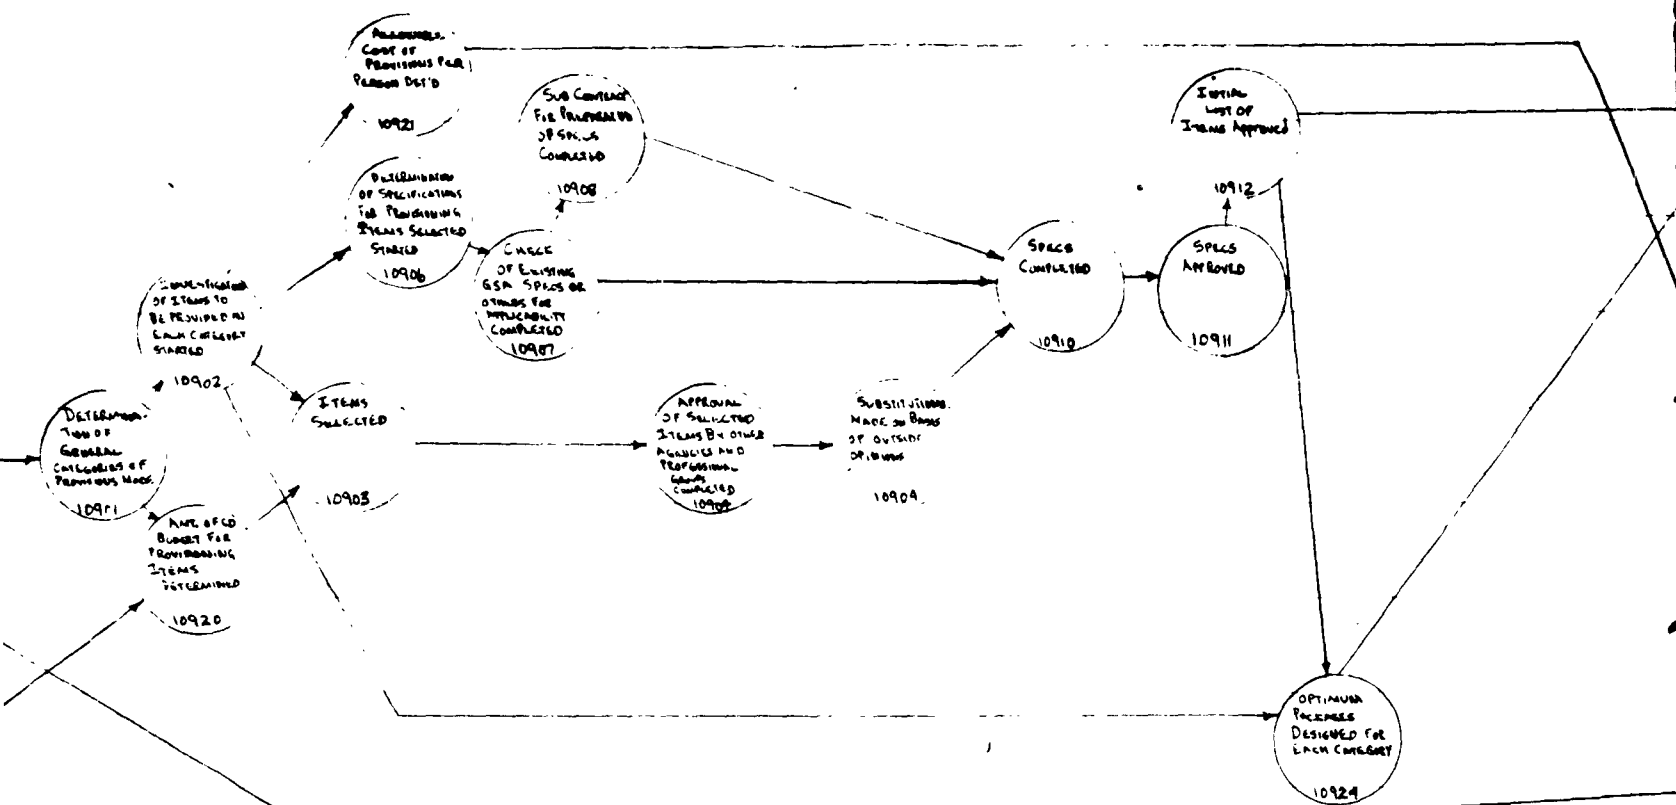 ALLOWABLE
COST OF
PROVISIONS PER
PERSON DET'D
10921
SUB CONTRACT
FOR PREPARATION
OF SPECS
COMPLETED
10908
INITIAL
LIST OF
ITEMS APPROVED
10912
DETERMINATION
OF SPECIFICATIONS
FOR PROVISIONING
ITEMS SELECTED
STARTED
10906
CHECK
OF EXISTING
GSA SPECS OR
OTHERS FOR
APPLICABILITY
COMPLETED
10907
SPECS
COMPLETED
10910
SPECS
APPROVED
10911
INVESTIGATION
OF ITEMS TO
BE PROVIDED IN
EACH CATEGORY
STARTED
10902
DETERMINA-
TION OF
GENERAL
CATEGORIES OF
PROVISIONS MADE
10901
ITEMS
SELECTED
10903
APPROVAL
OF SELECTED
ITEMS BY OTHER
AGENCIES AND
PROFESSIONAL
GROUPS
COMPLETED
10904
SUBSTITUTIONS
MADE ON BASIS
OF OUTSIDE
OPINIONS
10909
AMT. OF CD
BUDGET FOR
PROVISIONING
ITEMS
DETERMINED
10920
OPTIMUM
PACKAGES
DESIGNED FOR
EACH CATEGORY
10924